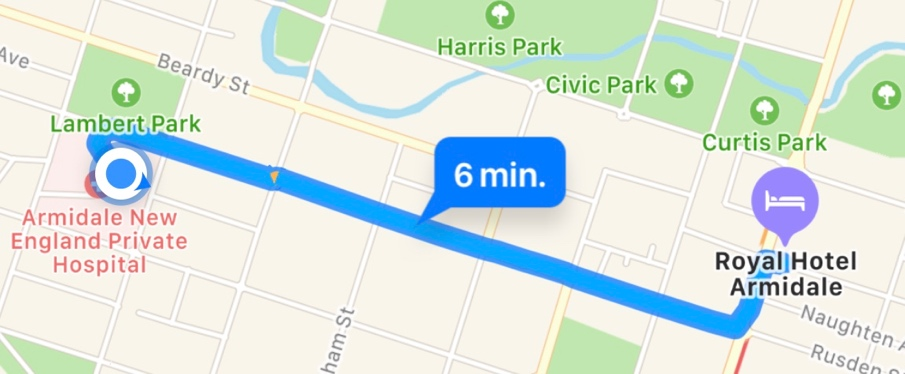 Harris Park
Ave
Beardy St
Civic Park
Lambert Park
Curtis Park
6 min.
Armidale New
England Private
Hospital
Royal Hotel
Armidale
ham St
Naughten A
Rusden S